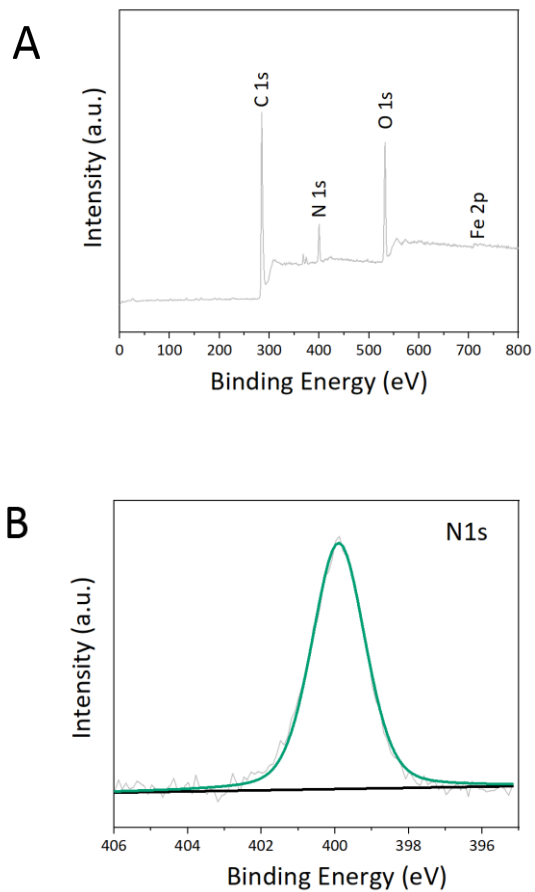 A
Intensity (a.u.)
C 1s
N 1s
O 1s
Fe 2p
0 100 200 300 400 500 600 700 800
Binding Energy (eV)
B
N1s
Intensity (a.u.)
406 404 402 400 398 396
Binding Energy (eV)